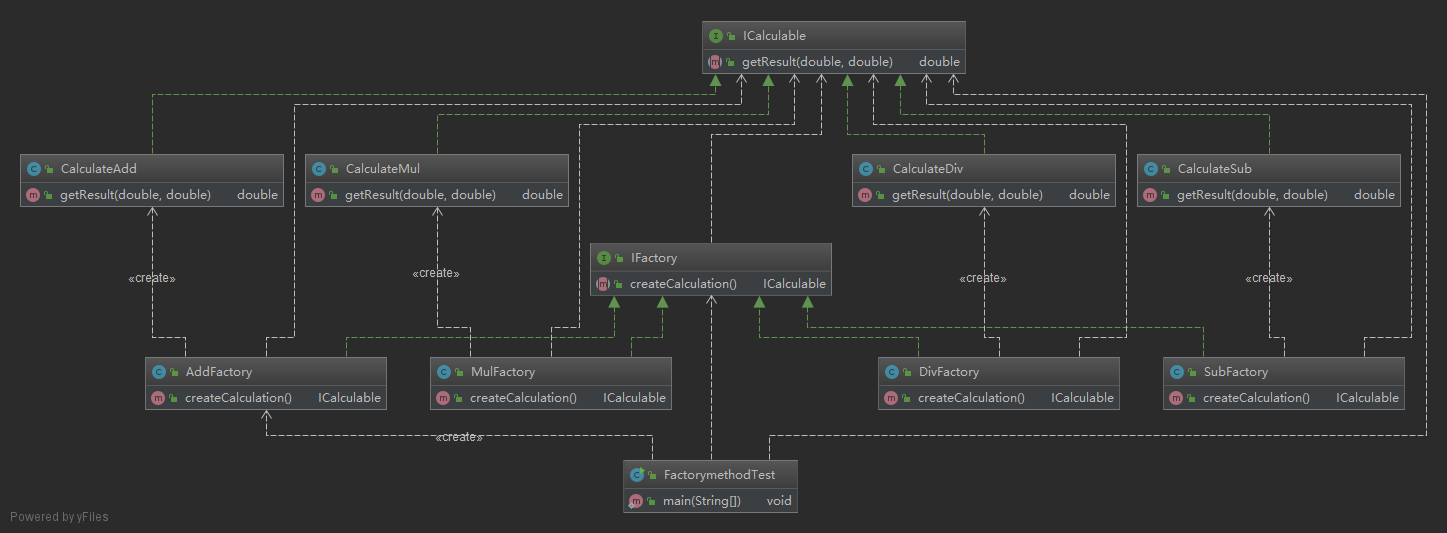 ICalculable
getResult(double, double) double
CalculateAdd
getResult(double, double) double
CalculateMul
getResult(double, double) double
CalculateDiv
getResult(double, double) double
CalculateSub
getResult(double, double) double
«create»
«create»
«create»
«create»
IFactory
createCalculation() ICalculable
AddFactory
createCalculation() ICalculable
MulFactory
createCalculation() ICalculable
DivFactory
createCalculation() ICalculable
SubFactory
createCalculation() ICalculable
«create»
FactorymethodTest
main(String[]) void
Powered by yFiles